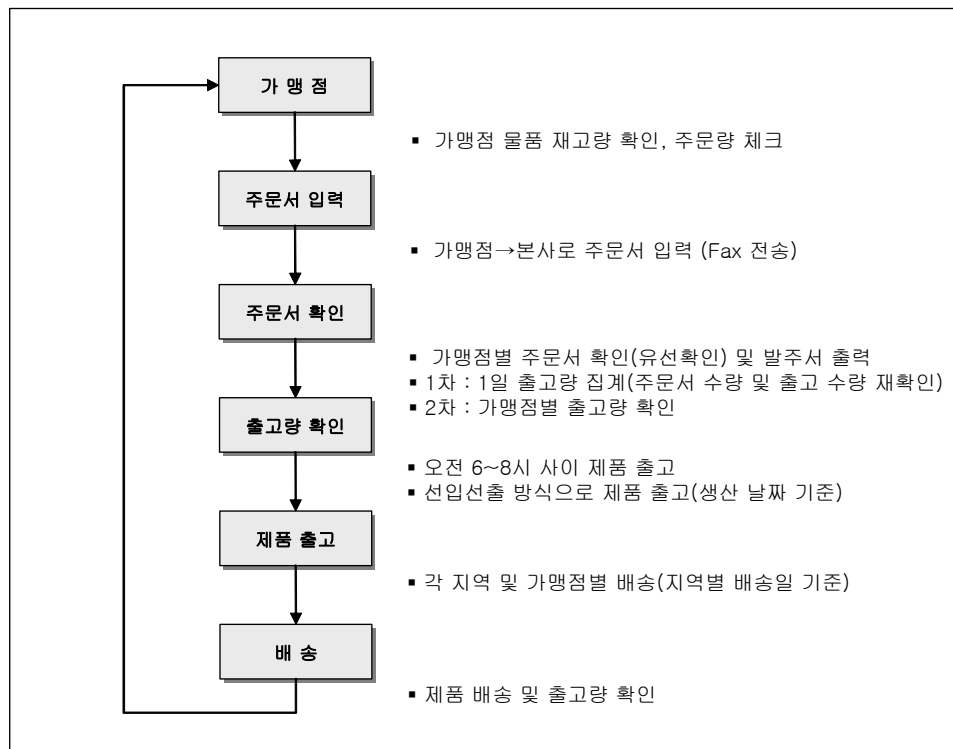 가 맹 점
▪ 가맹점 물품 재고량 확인, 주문량 체크
주문서 입력
▪ 가맹점→본사로 주문서 입력 (Fax 전송)
주문서 확인
▪ 가맹점별 주문서 확인(유선확인) 및 발주서 출력
▪ 1차 : 1일 출고량 집계(주문서 수량 및 출고 수량 재확인)
▪ 2차 : 가맹점별 출고량 확인
출고량 확인
▪ 오전 6~8시 사이 제품 출고
▪ 선입선출 방식으로 제품 출고(생산 날짜 기준)
제품 출고
▪ 각 지역 및 가맹점별 배송(지역별 배송일 기준)
배 송
▪ 제품 배송 및 출고량 확인